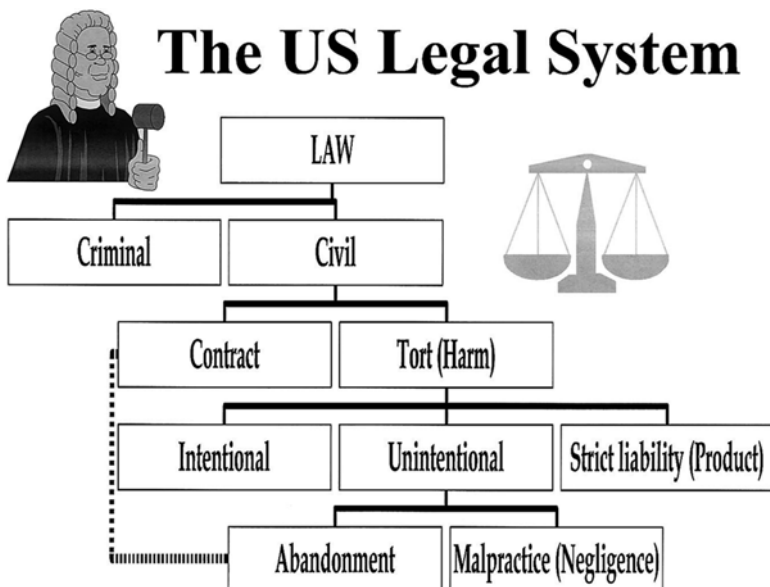 The US Legal System
LAW
Criminal
Civil
Contract
Tort (Harm)
Intentional
Unintentional
Strict liability (Product)
Abandonment
Malpractice (Negligence)